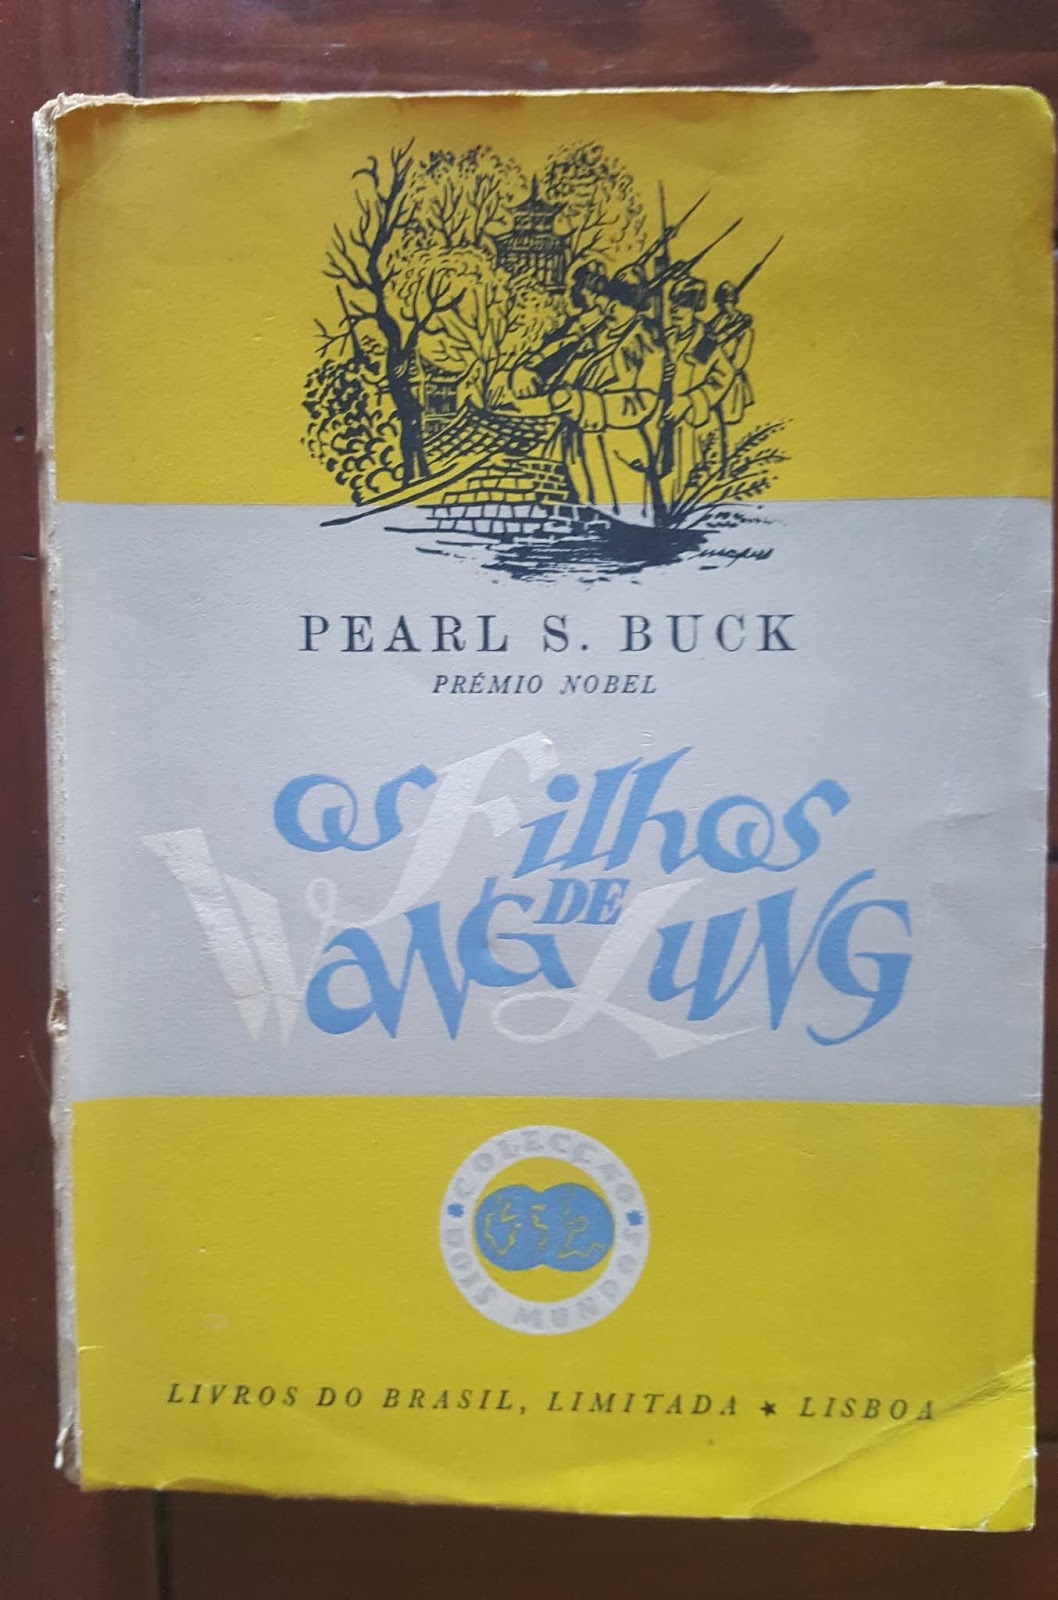 PEARL S. BUCK
PRÉMIO NOBEL
os Filhos
DE
WANG LUNG
COLECÇÃO
DOIS MUNDOS
LIVROS DO BRASIL, LIMITADA ★ LISBOA